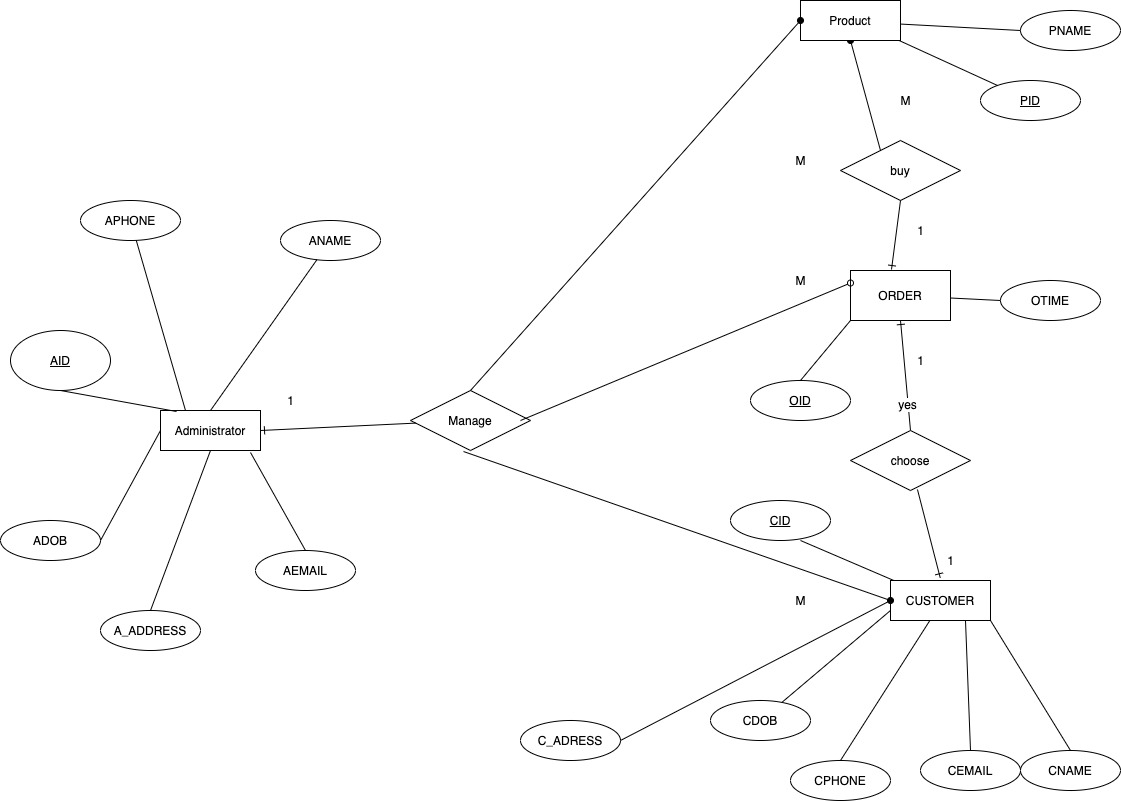 Product
PNAME
PID
M
M
buy
APHONE
ANAME
1
M
ORDER
OTIME
AID
1
1
OID
yes
Manage
Administrator
choose
CID
ADOB
AEMAIL
1
M
CUSTOMER
A_ADDRESS
C_ADRESS
CDOB
CPHONE
CEMAIL
CNAME